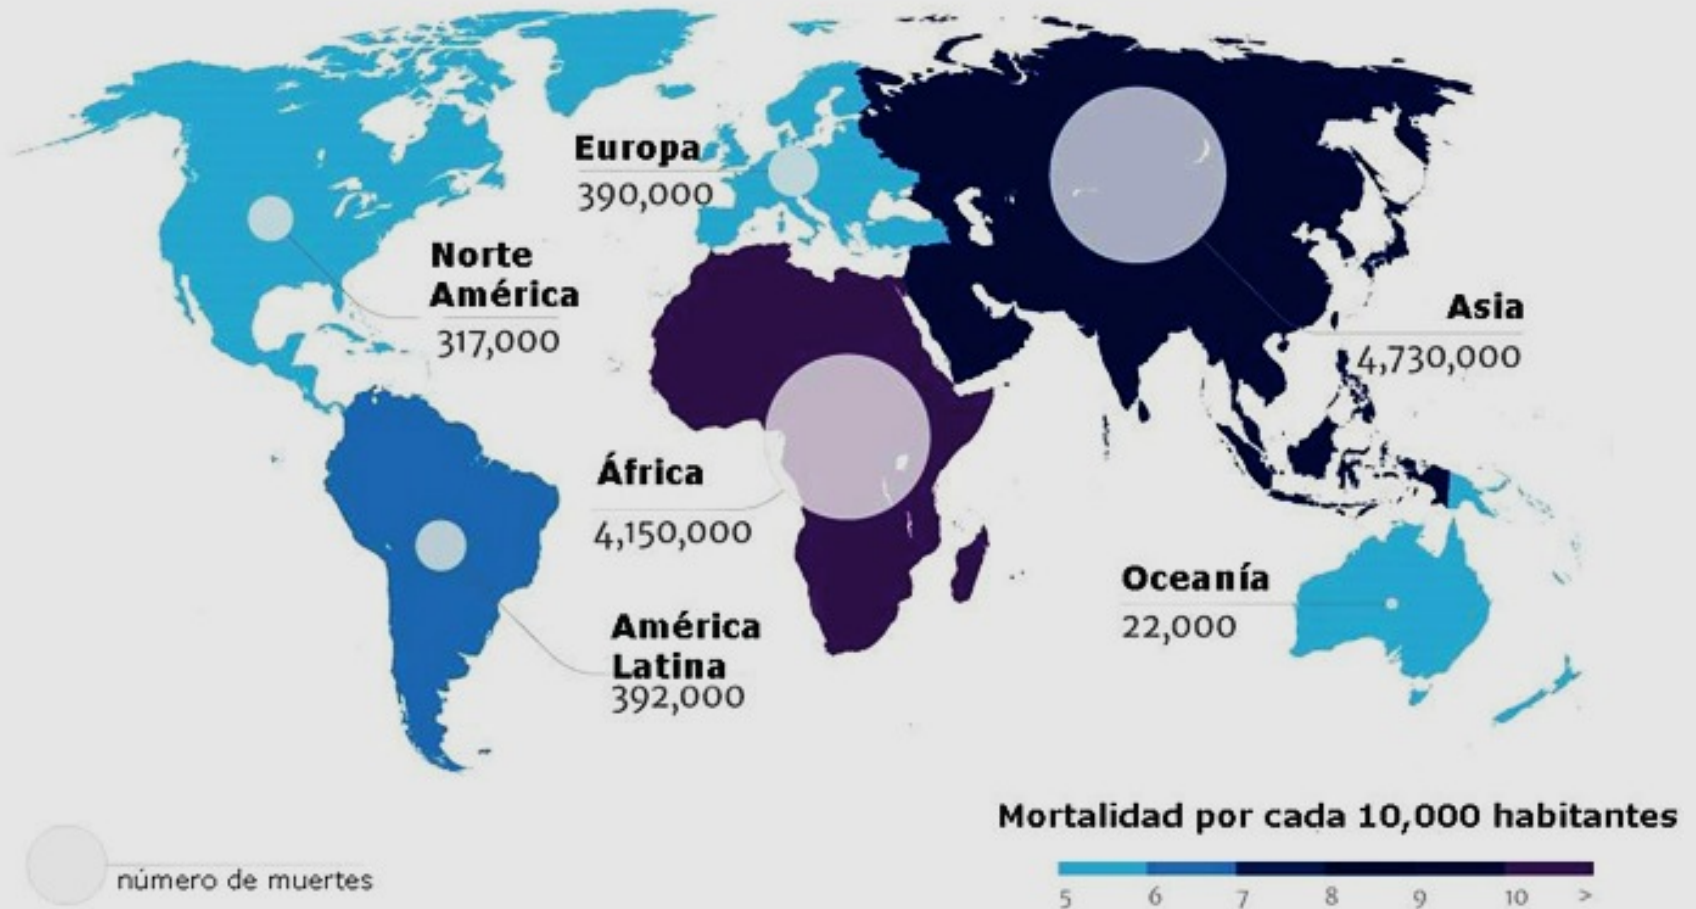 Europa
390,000
Norte
América
317,000
Asia
4,730,000
África
4,150,000
Oceanía
22,000
América
Latina
392,000
Mortalidad por cada 10,000 habitantes
5 6 7 8 9 10 >
número de muertes